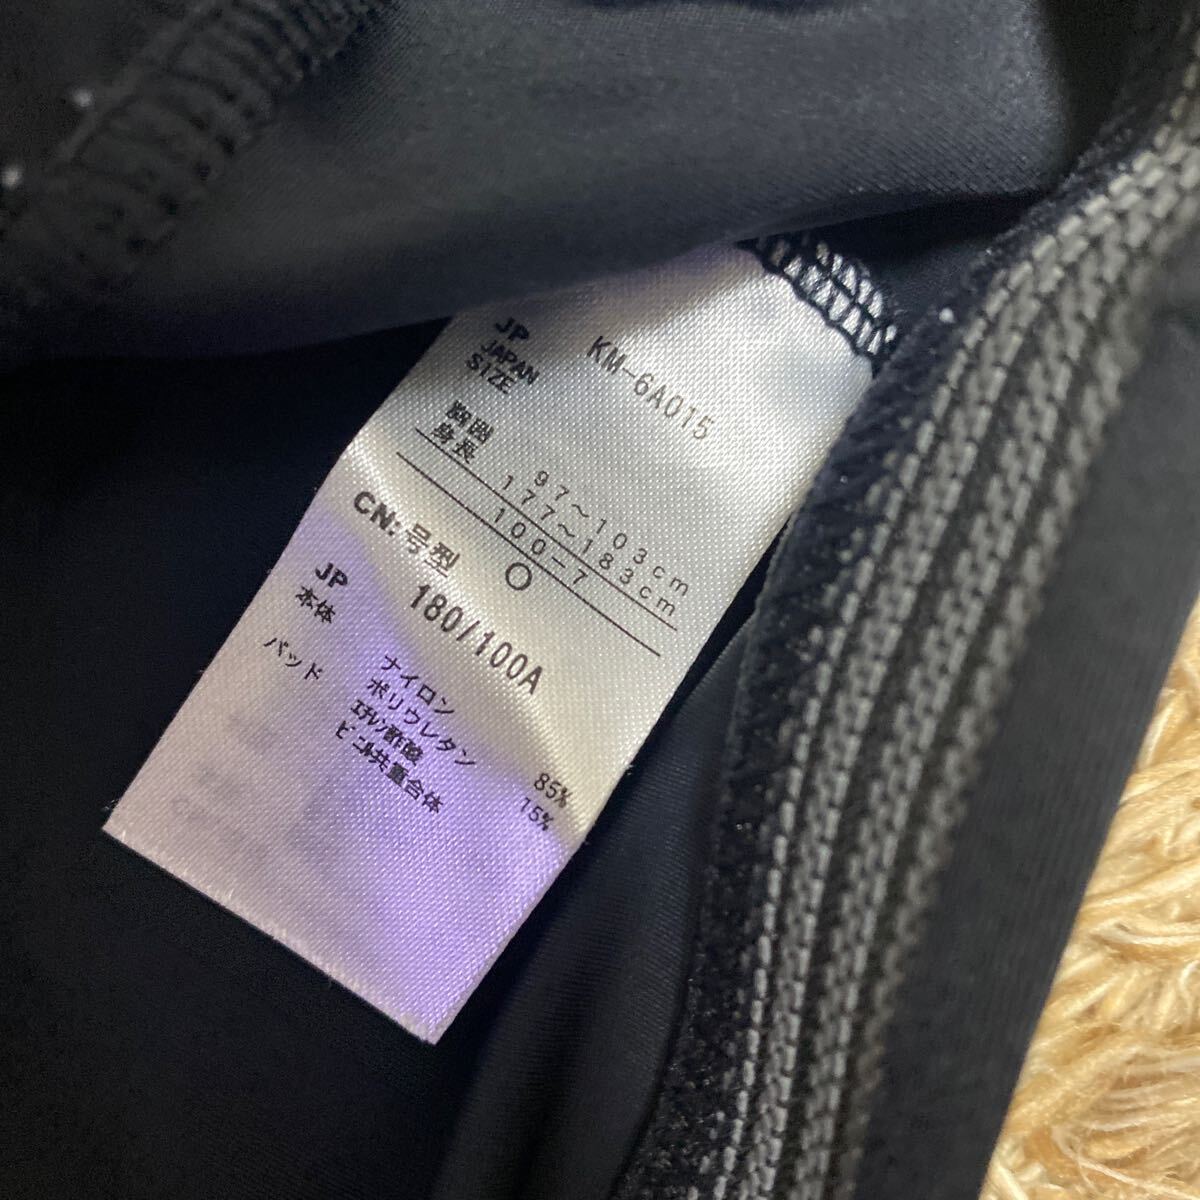 KM-6A015
JP
JAPAN
SIZE
胸囲 97～103cm
身長 177～183cm
100-7
O
CN: 号型 180/100A
JP
本体 ナイロン 85%
ポリウレタン 15%
パッド ｴﾁﾚﾝ酢酸
ﾋﾞﾆﾙ共重合体